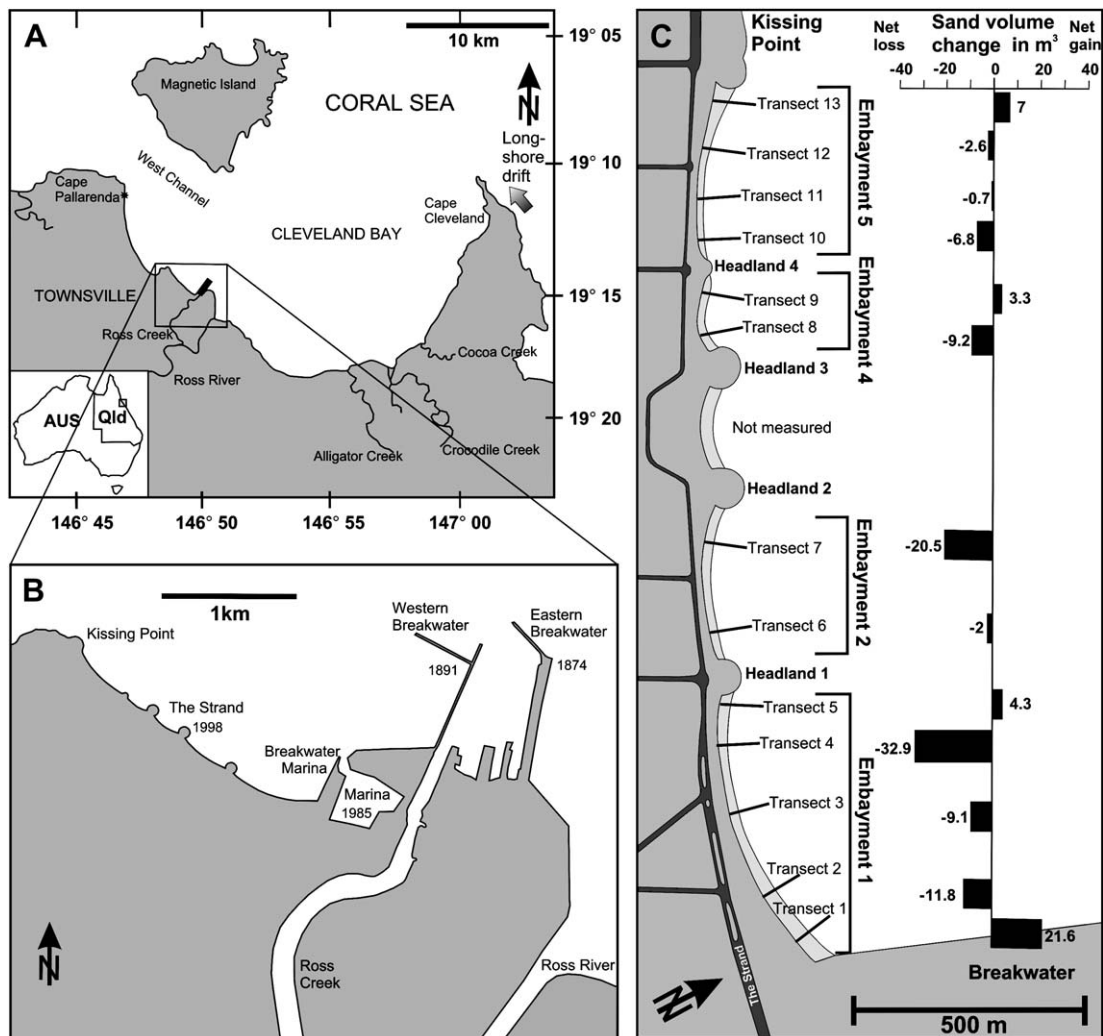 A
10 km
19° 05
Magnetic Island
CORAL SEA
N
Long-
shore
drift
West Channel
19° 10
Cape
Pallarenda
Cape
Cleveland
CLEVELAND BAY
TOWNSVILLE
19° 15
Ross Creek
Cocoa Creek
Ross River
AUS
Qld
19° 20
Alligator Creek
Crocodile Creek
146° 45
146° 50
146° 55
147° 00
B
1km
Western
Breakwater
Eastern
Breakwater
Kissing Point
1891
1874
The Strand
1998
Breakwater
Marina
Marina
1985
N
Ross
Creek
Ross River
C
Kissing
Point
Net
loss
Sand volume
change in m³
Net
gain
-40
-20
0
20
40
Transect 13
7
Transect 12
-2.6
Embayment 5
Transect 11
-0.7
Transect 10
-6.8
Headland 4
Transect 9
3.3
Embayment 4
Transect 8
-9.2
Headland 3
Not measured
Headland 2
Transect 7
-20.5
Embayment 2
Transect 6
-2
Headland 1
Transect 5
4.3
Transect 4
-32.9
Transect 3
-9.1
Embayment 1
Transect 2
-11.8
Transect 1
21.6
Breakwater
The Strand
N
500 m